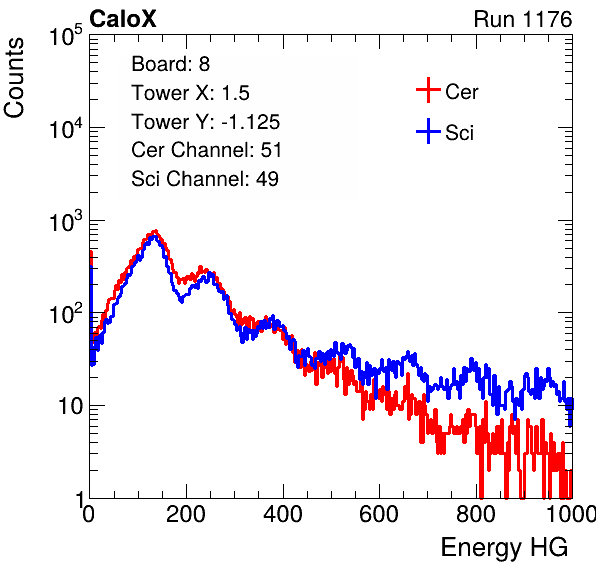 CaloX Run 1176
Counts
10^5
10^4
10^3
10^2
10
1
Board: 8
Tower X: 1.5
Tower Y: -1.125
Cer Channel: 51
Sci Channel: 49
Cer
Sci
0 200 400 600 800 1000
Energy HG